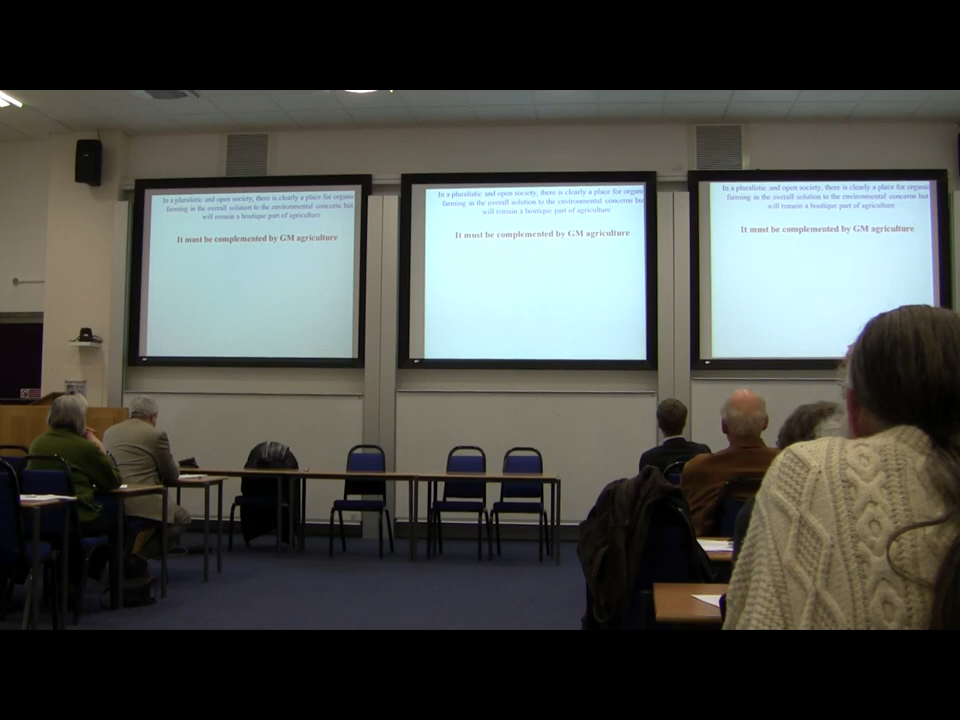 In a pluralistic and open society, there is clearly a place for organic
farming in the overall solution to the environmental concerns but
will remain a boutique part of agriculture
It must be complemented by GM agriculture
In a pluralistic and open society, there is clearly a place for organic
farming in the overall solution to the environmental concerns but
will remain a boutique part of agriculture
It must be complemented by GM agriculture
In a pluralistic and open society, there is clearly a place for organic
farming in the overall solution to the environmental concerns but
will remain a boutique part of agriculture
It must be complemented by GM agriculture